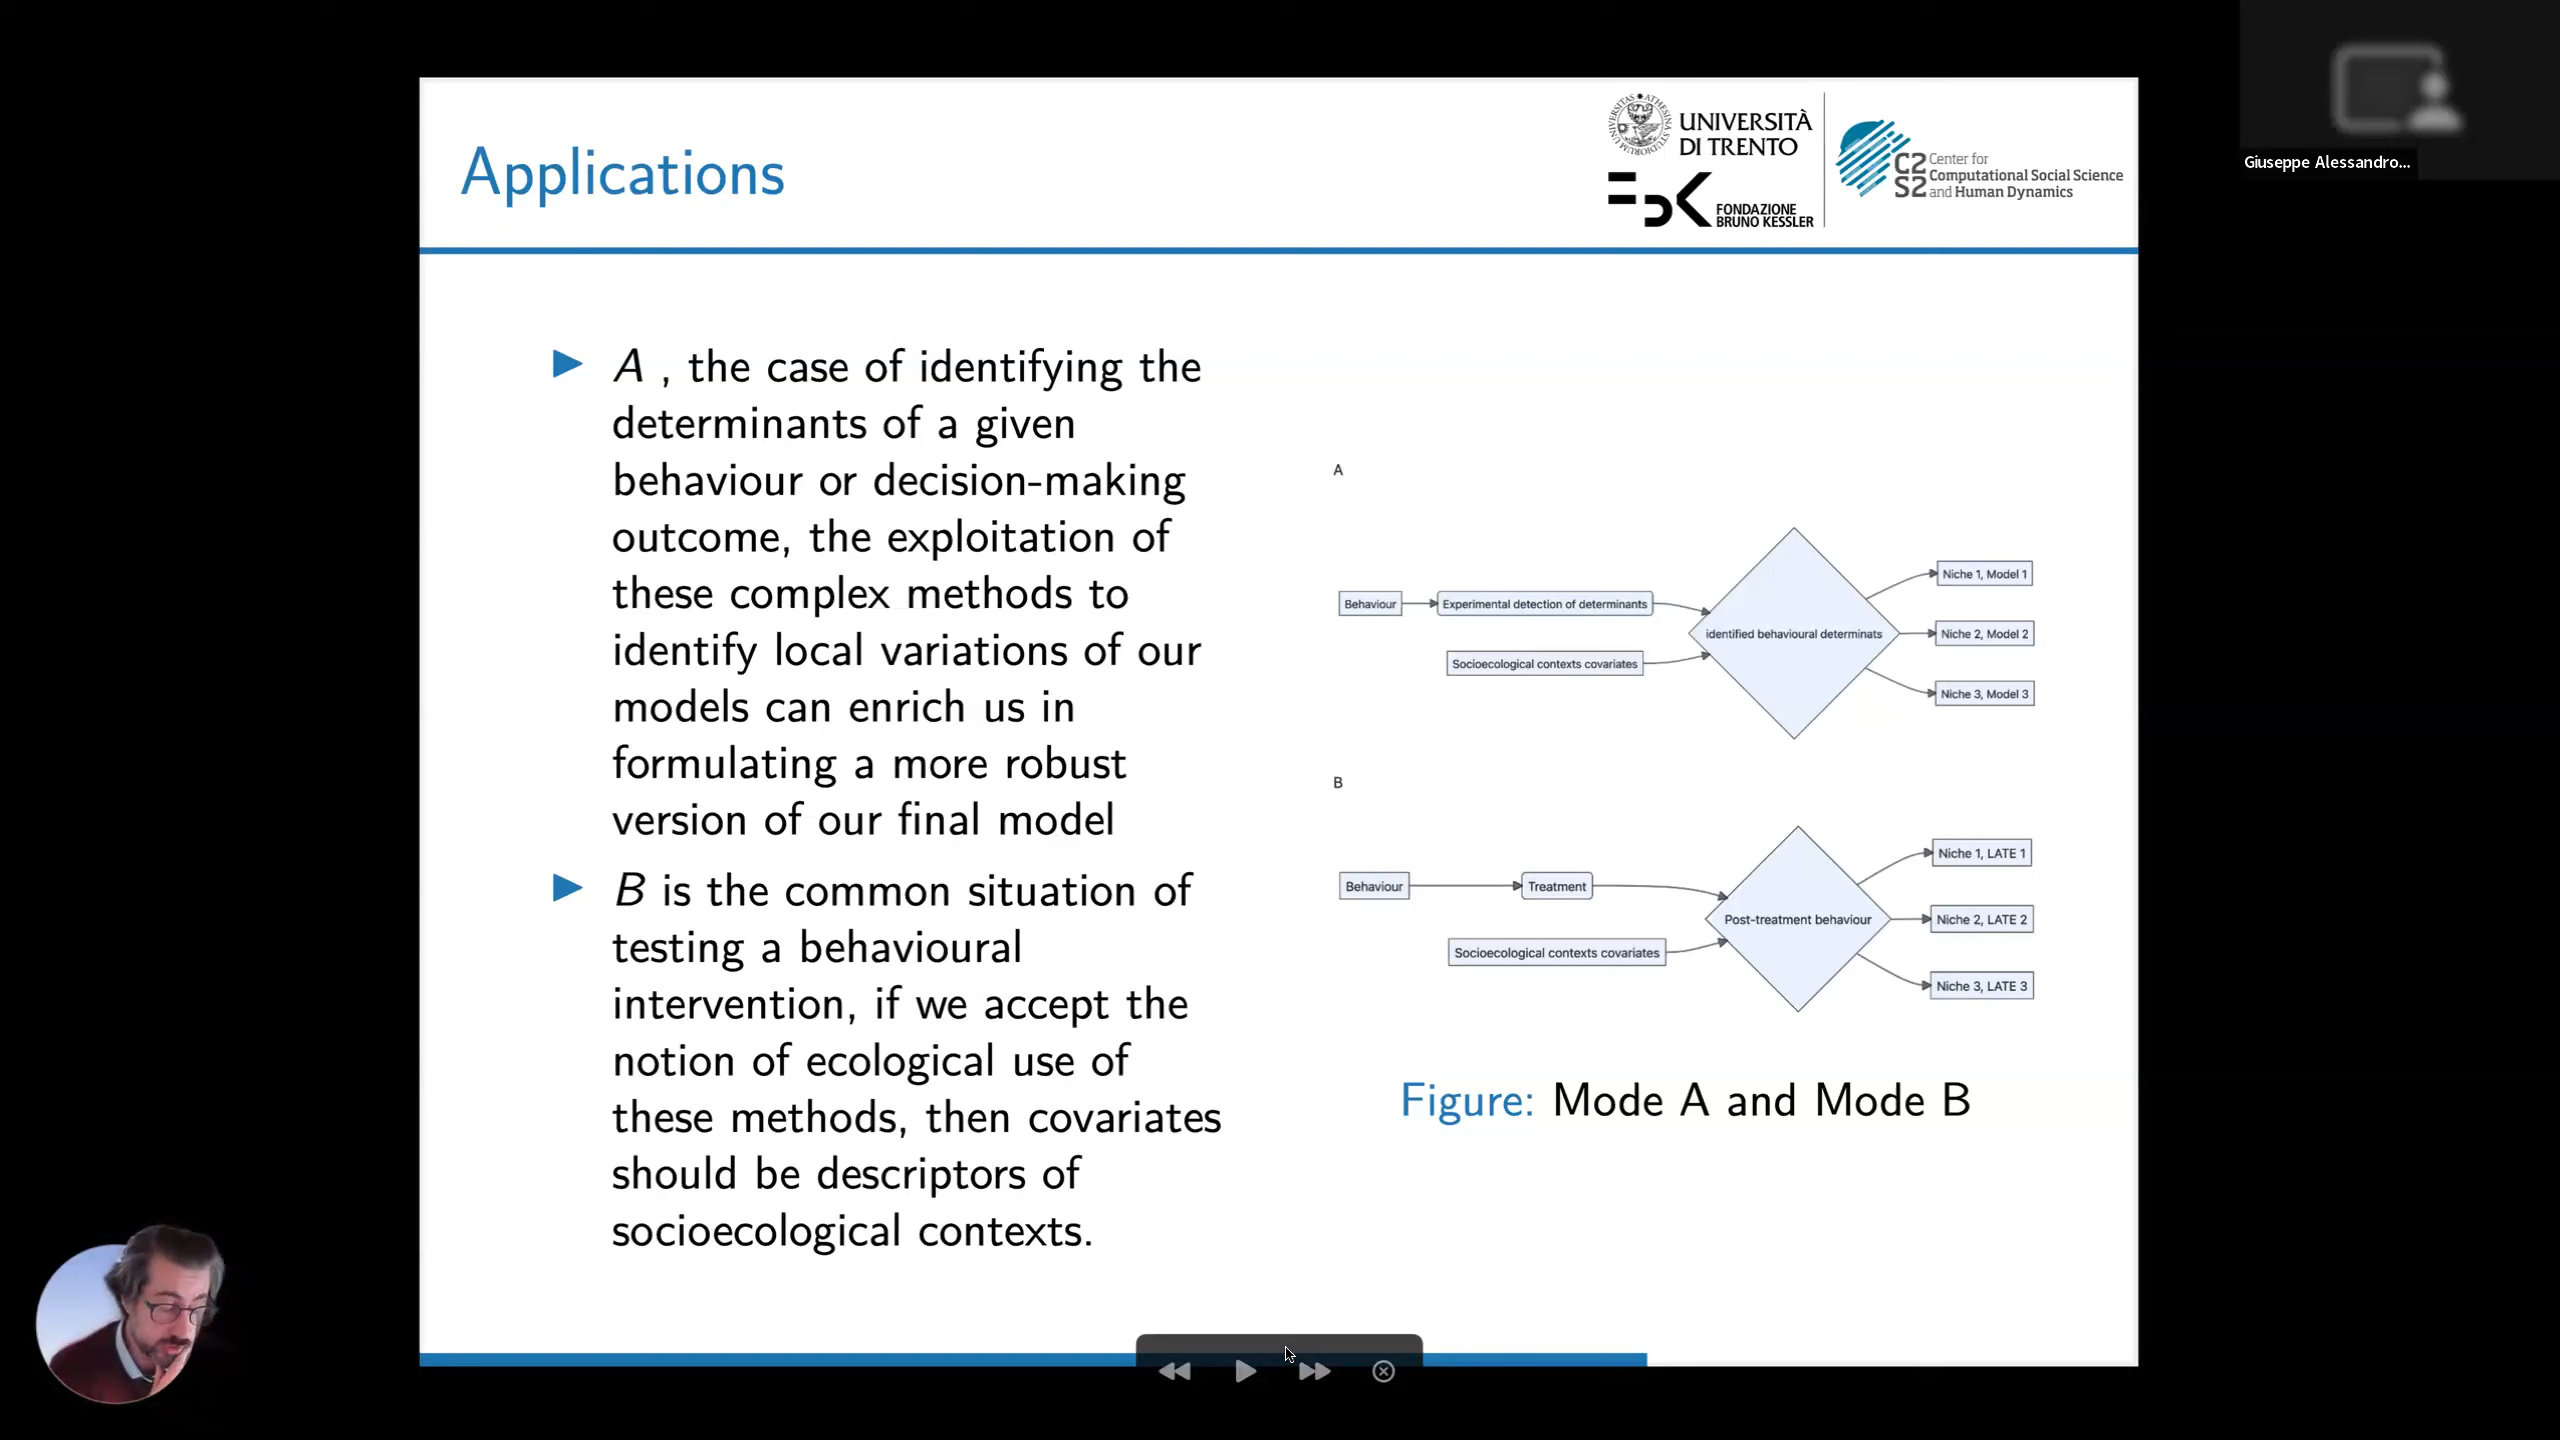 Applications
UNIVERSITÀ
DI TRENTO
FONDAZIONE
BRUNO KESSLER
C2
S2
Center for
Computational Social Science
and Human Dynamics
Giuseppe Alessandro...
A , the case of identifying the
determinants of a given
behaviour or decision-making
outcome, the exploitation of
these complex methods to
identify local variations of our
models can enrich us in
formulating a more robust
version of our final model
B is the common situation of
testing a behavioural
intervention, if we accept the
notion of ecological use of
these methods, then covariates
should be descriptors of
socioecological contexts.
A
Behaviour
Experimental detection of determinants
Socioecological contexts covariates
identified behavioural determinats
Niche 1, Model 1
Niche 2, Model 2
Niche 3, Model 3
B
Behaviour
Treatment
Socioecological contexts covariates
Post-treatment behaviour
Niche 1, LATE 1
Niche 2, LATE 2
Niche 3, LATE 3
Figure: Mode A and Mode B